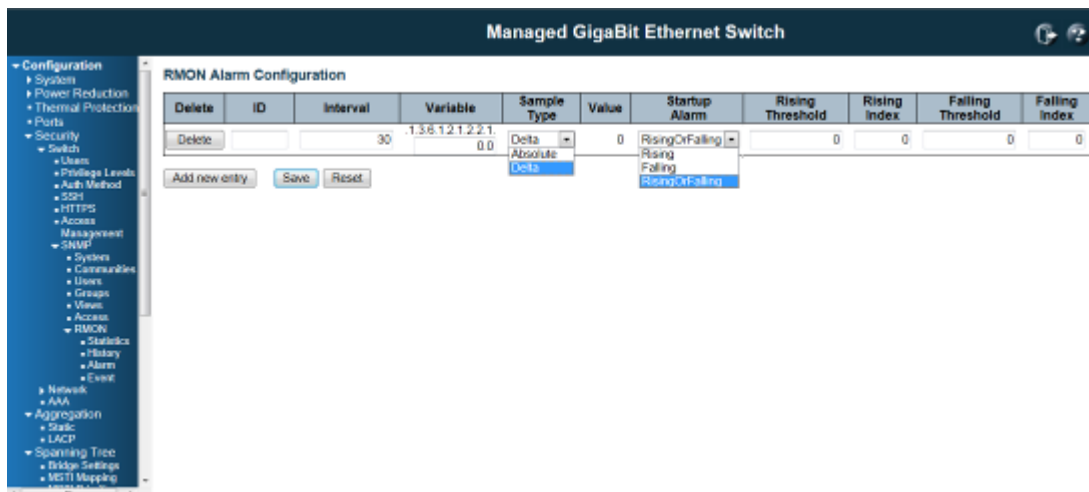 Managed GigaBit Ethernet Switch
Configuration
System
Power Reduction
Thermal Protection
Ports
Security
Switch
Users
Privilege Levels
Auth Method
SSH
HTTPS
Access
Management
SNMP
System
Communities
Users
Groups
Views
Access
RMON
Statistics
History
Alarm
Event
Network
AAA
Aggregation
Static
LACP
Spanning Tree
Bridge Settings
MSTI Mapping
RMON Alarm Configuration
Delete ID Interval Variable Sample Type Value Startup Alarm Rising Threshold Rising Index Falling Threshold Falling Index
Delete 30 .1.3.6.1.2.1.2.2.1. 0.0 Delta 0 RisingOrFalling 0 0 0 0
Absolute
Delta
Rising
Falling
RisingOrFalling
Add new entry Save Reset